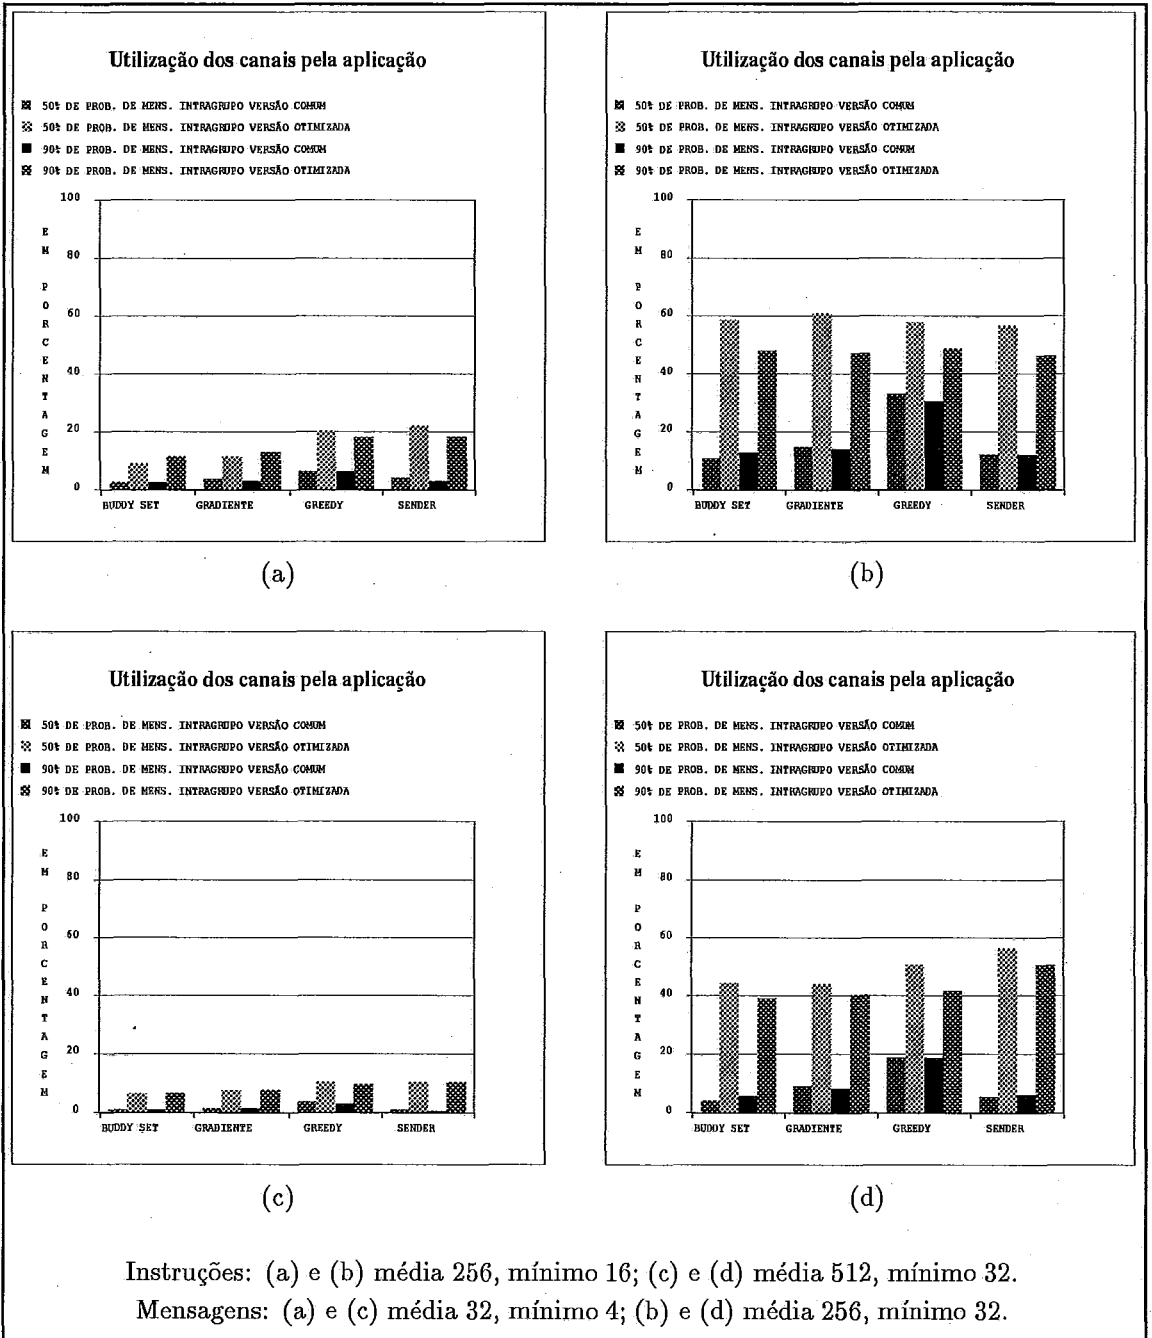 Utilização dos canais pela aplicação
50% DE PROB. DE MENS. INTRAGRUPO VERSÃO COMUM
50% DE PROB. DE MENS. INTRAGRUPO VERSÃO OTIMIZADA
90% DE PROB. DE MENS. INTRAGRUPO VERSÃO COMUM
90% DE PROB. DE MENS. INTRAGRUPO VERSÃO OTIMIZADA
EM PORCENTAGEM
100
80
60
40
20
0
BUDDY SET GRADIENTE GREEDY SENDER
(a)
Utilização dos canais pela aplicação
50% DE PROB. DE MENS. INTRAGRUPO VERSÃO COMUM
50% DE PROB. DE MENS. INTRAGRUPO VERSÃO OTIMIZADA
90% DE PROB. DE MENS. INTRAGRUPO VERSÃO COMUM
90% DE PROB. DE MENS. INTRAGRUPO VERSÃO OTIMIZADA
EM PORCENTAGEM
100
80
60
40
20
0
BUDDY SET GRADIENTE GREEDY SENDER
(b)
Utilização dos canais pela aplicação
50% DE PROB. DE MENS. INTRAGRUPO VERSÃO COMUM
50% DE PROB. DE MENS. INTRAGRUPO VERSÃO OTIMIZADA
90% DE PROB. DE MENS. INTRAGRUPO VERSÃO COMUM
90% DE PROB. DE MENS. INTRAGRUPO VERSÃO OTIMIZADA
EM PORCENTAGEM
100
80
60
40
20
0
BUDDY SET GRADIENTE GREEDY SENDER
(c)
Utilização dos canais pela aplicação
50% DE PROB. DE MENS. INTRAGRUPO VERSÃO COMUM
50% DE PROB. DE MENS. INTRAGRUPO VERSÃO OTIMIZADA
90% DE PROB. DE MENS. INTRAGRUPO VERSÃO COMUM
90% DE PROB. DE MENS. INTRAGRUPO VERSÃO OTIMIZADA
EM PORCENTAGEM
100
80
60
40
20
0
BUDDY SET GRADIENTE GREEDY SENDER
(d)
Instruções: (a) e (b) média 256, mínimo 16; (c) e (d) média 512, mínimo 32.
Mensagens: (a) e (c) média 32, mínimo 4; (b) e (d) média 256, mínimo 32.